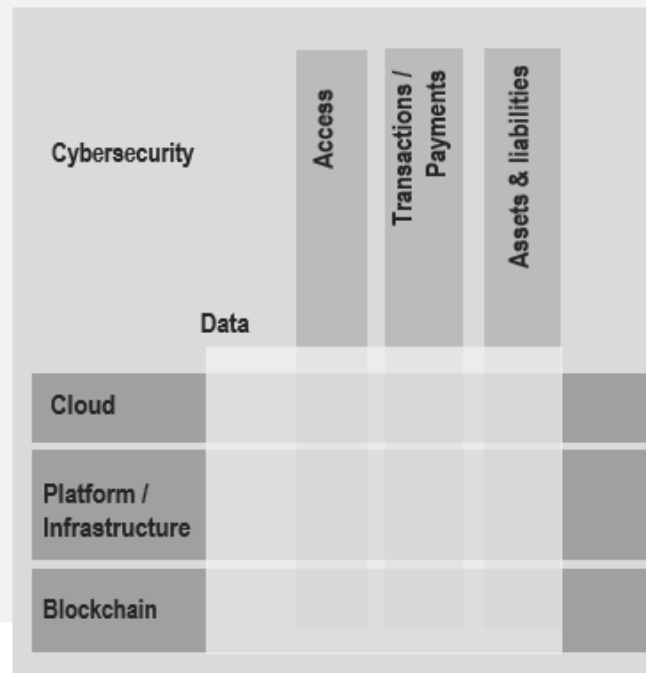 Cybersecurity
Access
Transactions /
Payments
Assets & liabilities
Data
Cloud
Platform /
Infrastructure
Blockchain